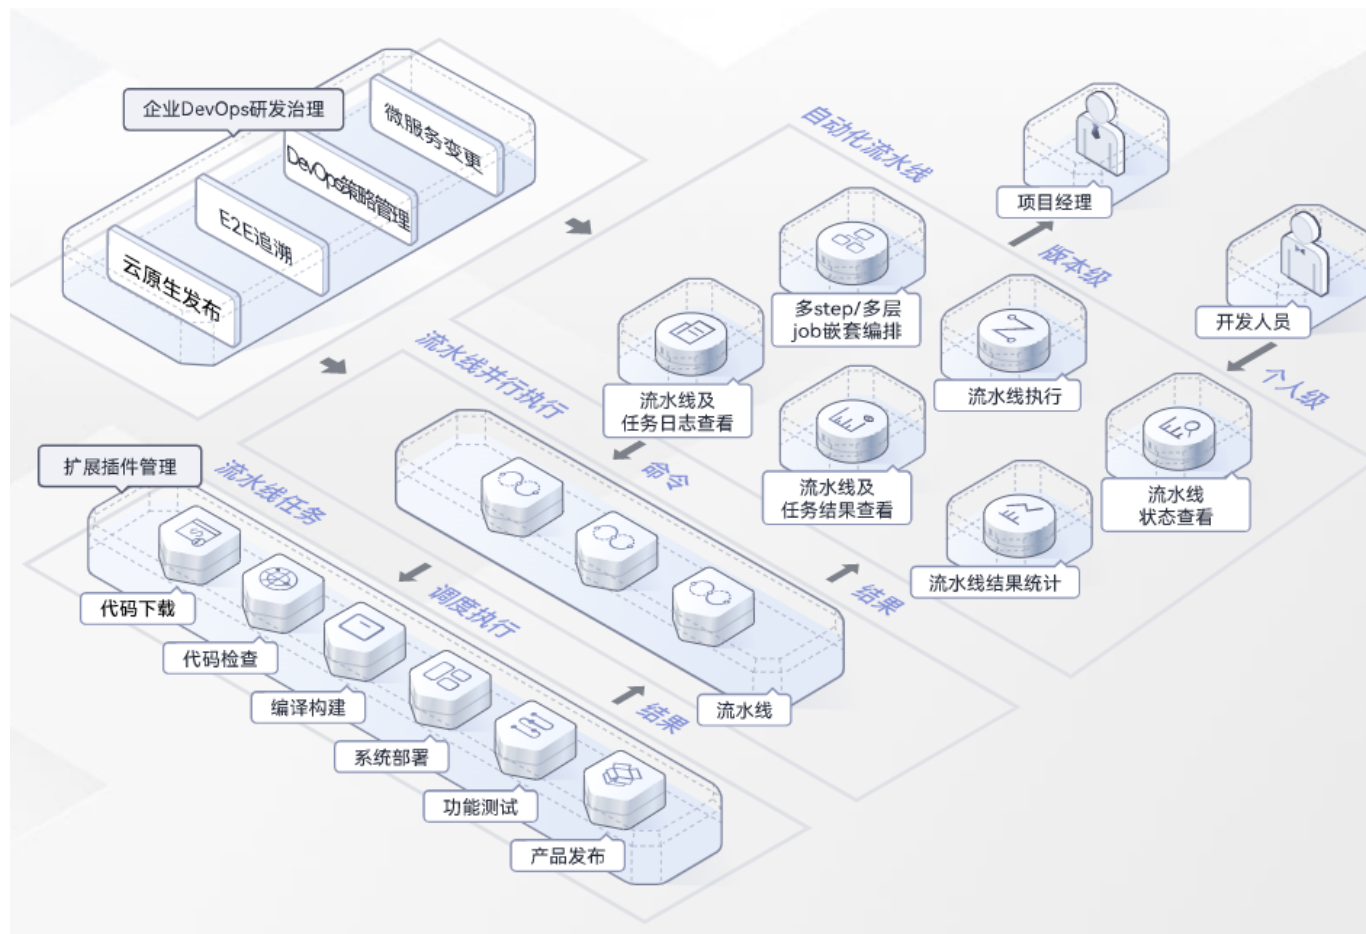 企业DevOps研发治理
微服务变更
DevOps策略管理
E2E追溯
云原生发布
自动化流水线
项目经理
版本级
开发人员
个人级
多step/多层
job嵌套编排
流水线执行
流水线及
任务日志查看
流水线及
任务结果查看
流水线
状态查看
流水线结果统计
流水线并行执行
命令
结果
流水线
扩展插件管理
流水线任务
调度执行
结果
代码下载
代码检查
编译构建
系统部署
功能测试
产品发布